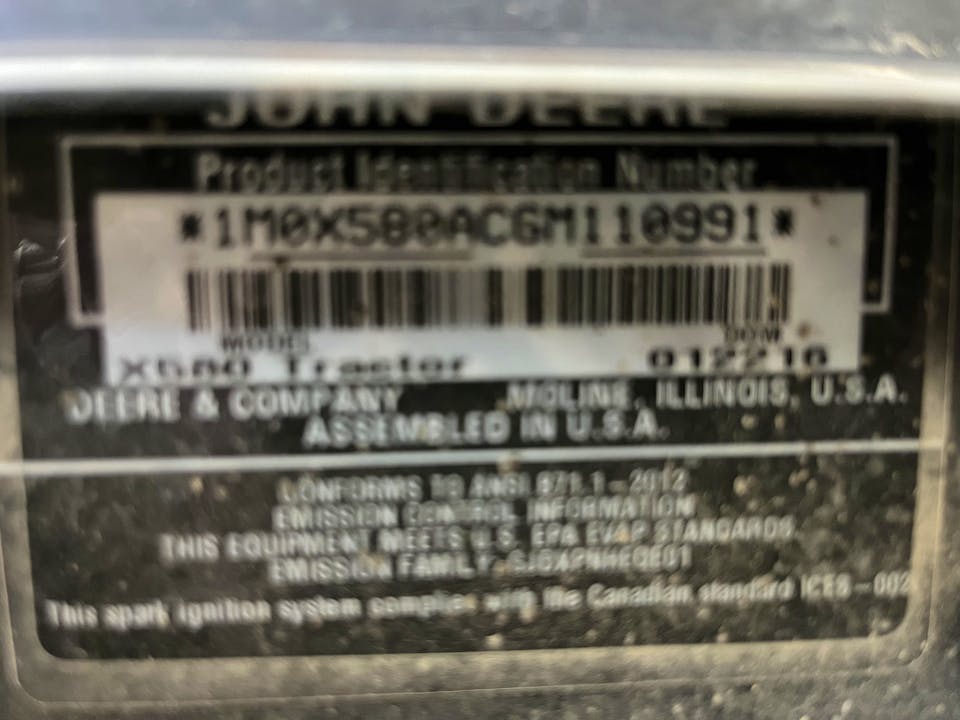 JOHN DEERE
Product Identification Number
*1M0X580ACGM110991*
MODEL DOM
X580 Tractor 012216
DEERE & COMPANY MOLINE, ILLINOIS, U.S.A.
ASSEMBLED IN U.S.A.
CONFORMS TO ANSI B71.1-2012
EMISSION CONTROL INFORMATION
THIS EQUIPMENT MEETS U.S. EPA EVAP STANDARDS
EMISSION FAMILY
This spark ignition system complies with the Canadian standard ICES-002